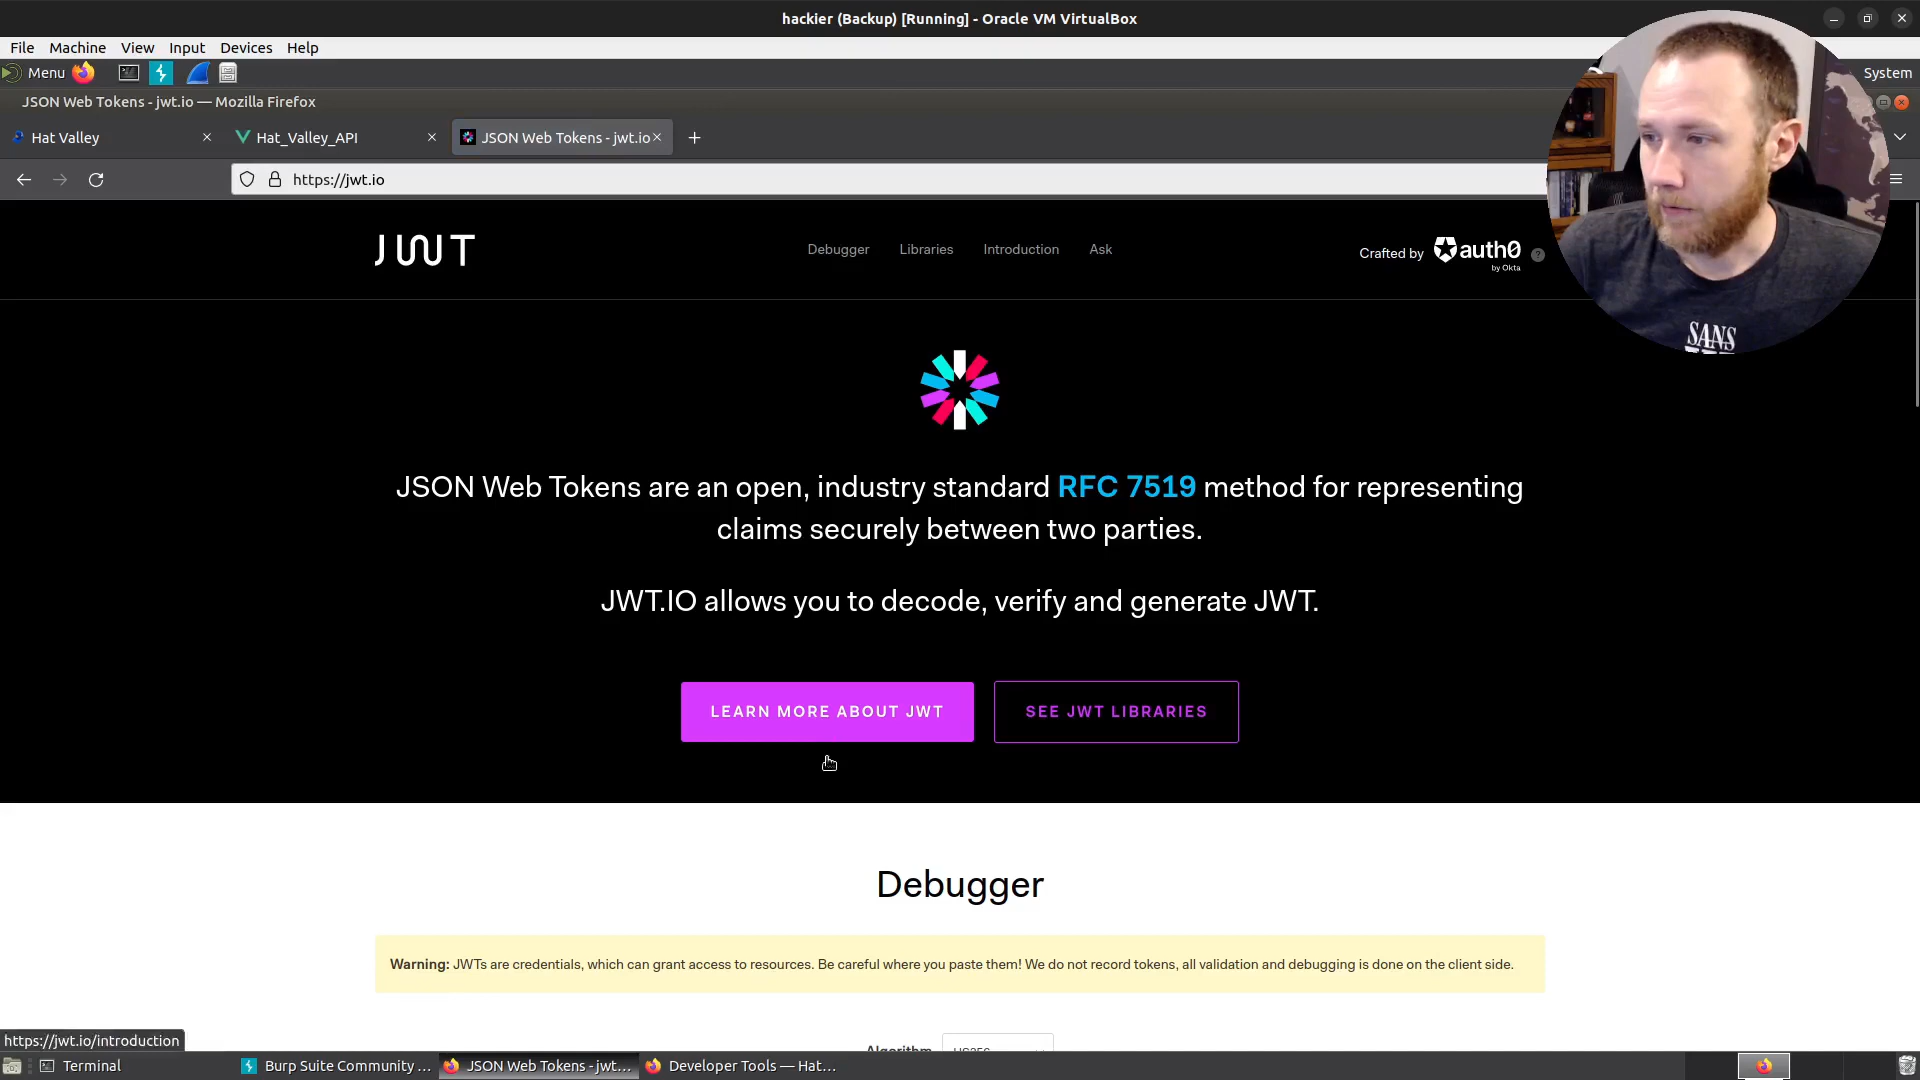 hackier (Backup) [Running] - Oracle VM VirtualBox
File Machine View Input Devices Help
Menu
System
JSON Web Tokens - jwt.io — Mozilla Firefox
Hat Valley
Hat_Valley_API
JSON Web Tokens - jwt.io
https://jwt.io
JWT
Debugger Libraries Introduction Ask
Crafted by auth0
by Okta
?
SANS
JSON Web Tokens are an open, industry standard RFC 7519 method for representing
claims securely between two parties.
JWT.IO allows you to decode, verify and generate JWT.
LEARN MORE ABOUT JWT
SEE JWT LIBRARIES
Debugger
Warning: JWTs are credentials, which can grant access to resources. Be careful where you paste them! We do not record tokens, all validation and debugging is done on the client side.
Algorithm HS256
https://jwt.io/introduction
Terminal
Burp Suite Community ...
JSON Web Tokens - jwt...
Developer Tools — Hat...